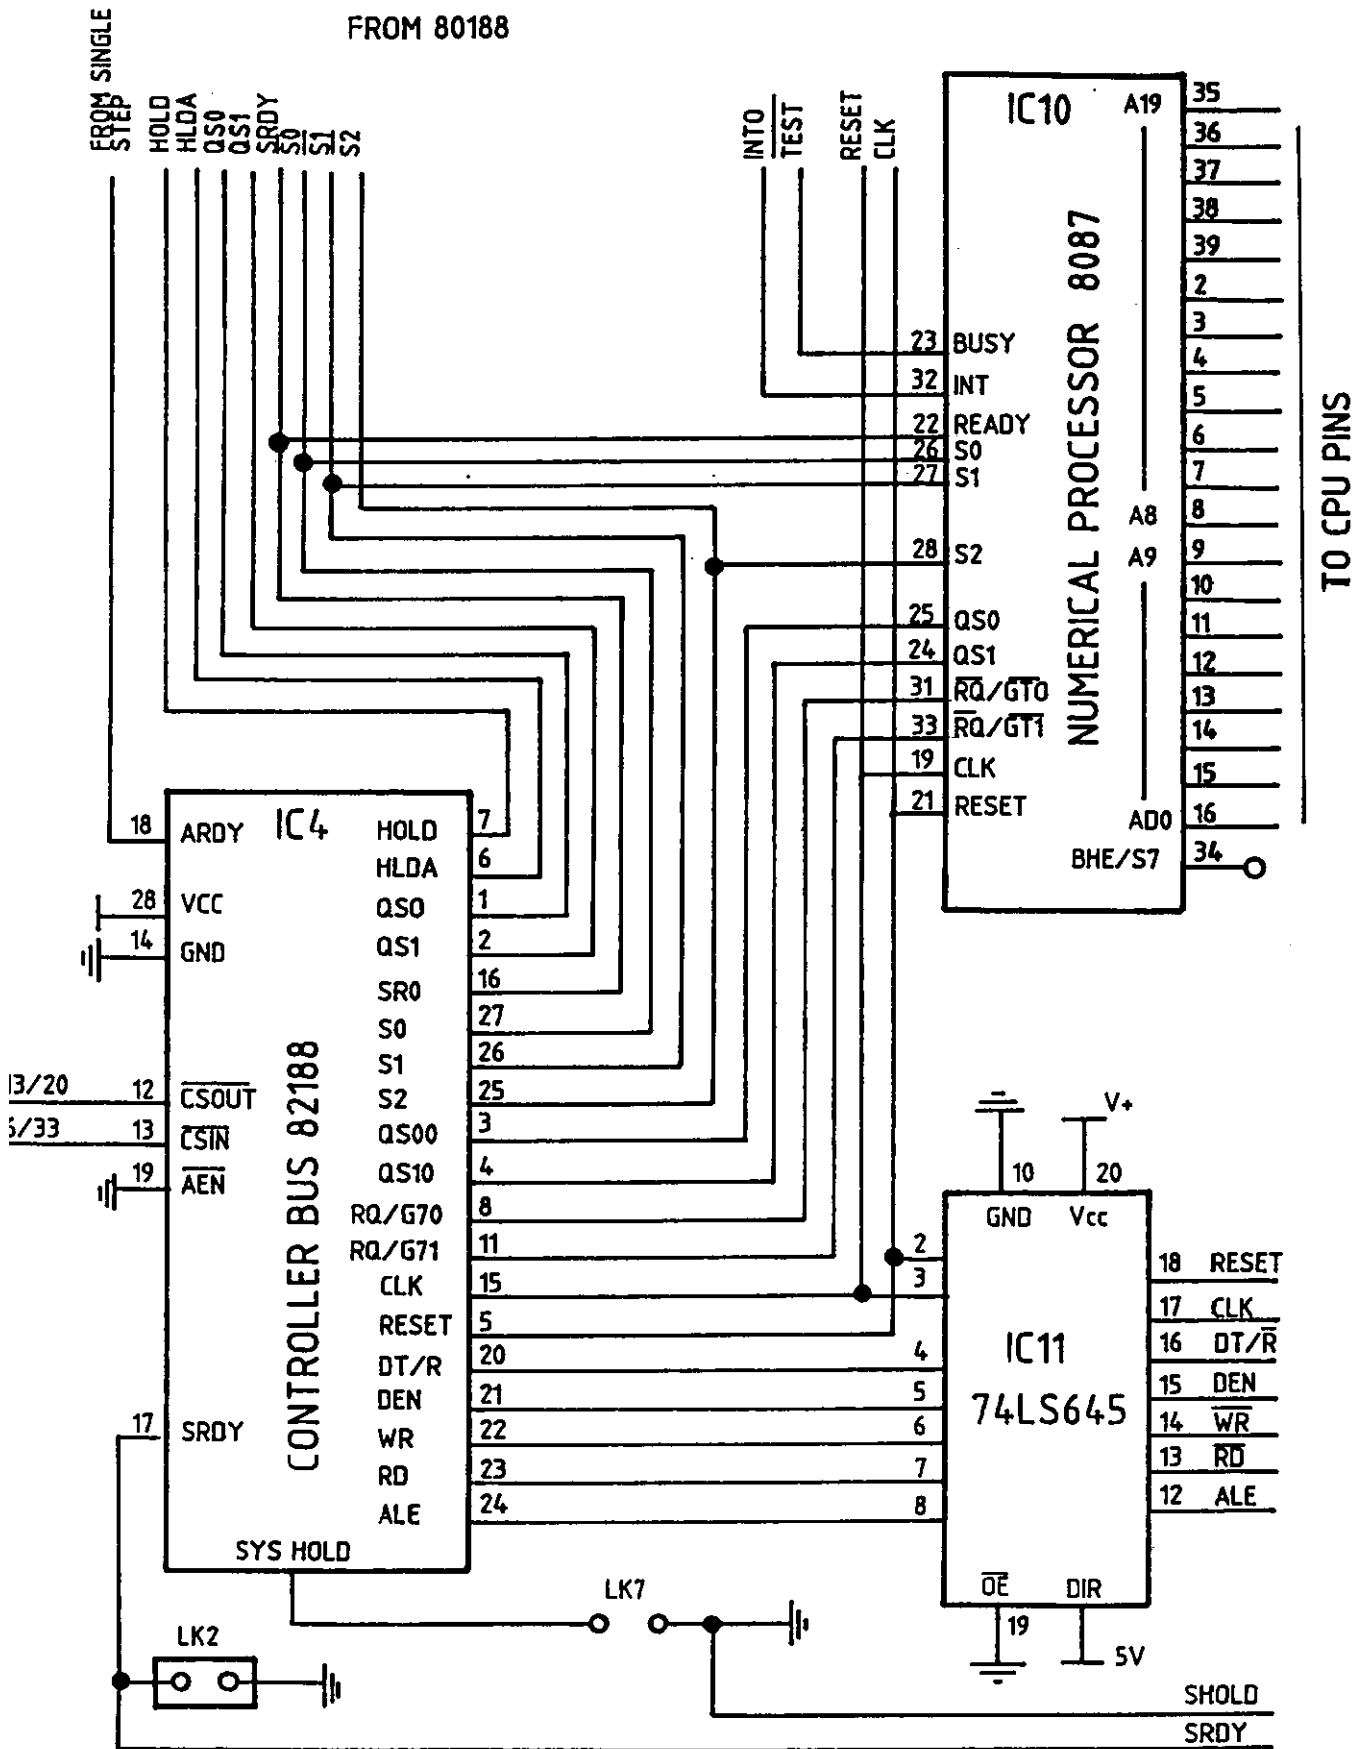 FROM 80188
FROM SINGLE
STEP
HOLD
HLDA
QS0
QS1
SRDY
S0
S1
S2
INTO
TEST
RESET
CLK
IC10
NUMERICAL PROCESSOR 8087
A19
A8
A9
AD0
BHE/S7
35
36
37
38
39
2
3
4
5
6
7
8
9
10
11
12
13
14
15
16
34
TO CPU PINS
23 BUSY
32 INT
22 READY
26 S0
27 S1
28 S2
25 QS0
24 QS1
31 RQ/GT0
33 RQ/GT1
19 CLK
21 RESET
IC4
CONTROLLER BUS 82188
18 ARDY
28 VCC
14 GND
13/20 12 CSOUT
/33 13 CSIN
19 AEN
17 SRDY
HOLD 7
HLDA 6
QS0 1
QS1 2
SR0 16
S0 27
S1 26
S2 25
QS00 3
QS10 4
RQ/G70 8
RQ/G71 11
CLK 15
RESET 5
DT/R 20
DEN 21
WR 22
RD 23
ALE 24
SYS HOLD
V+
10 20
GND Vcc
2
3
4
5
6
7
8
IC11
74LS645
18 RESET
17 CLK
16 DT/R
15 DEN
14 WR
13 RD
12 ALE
OE DIR
19
5V
LK7
LK2
SHOLD
SRDY